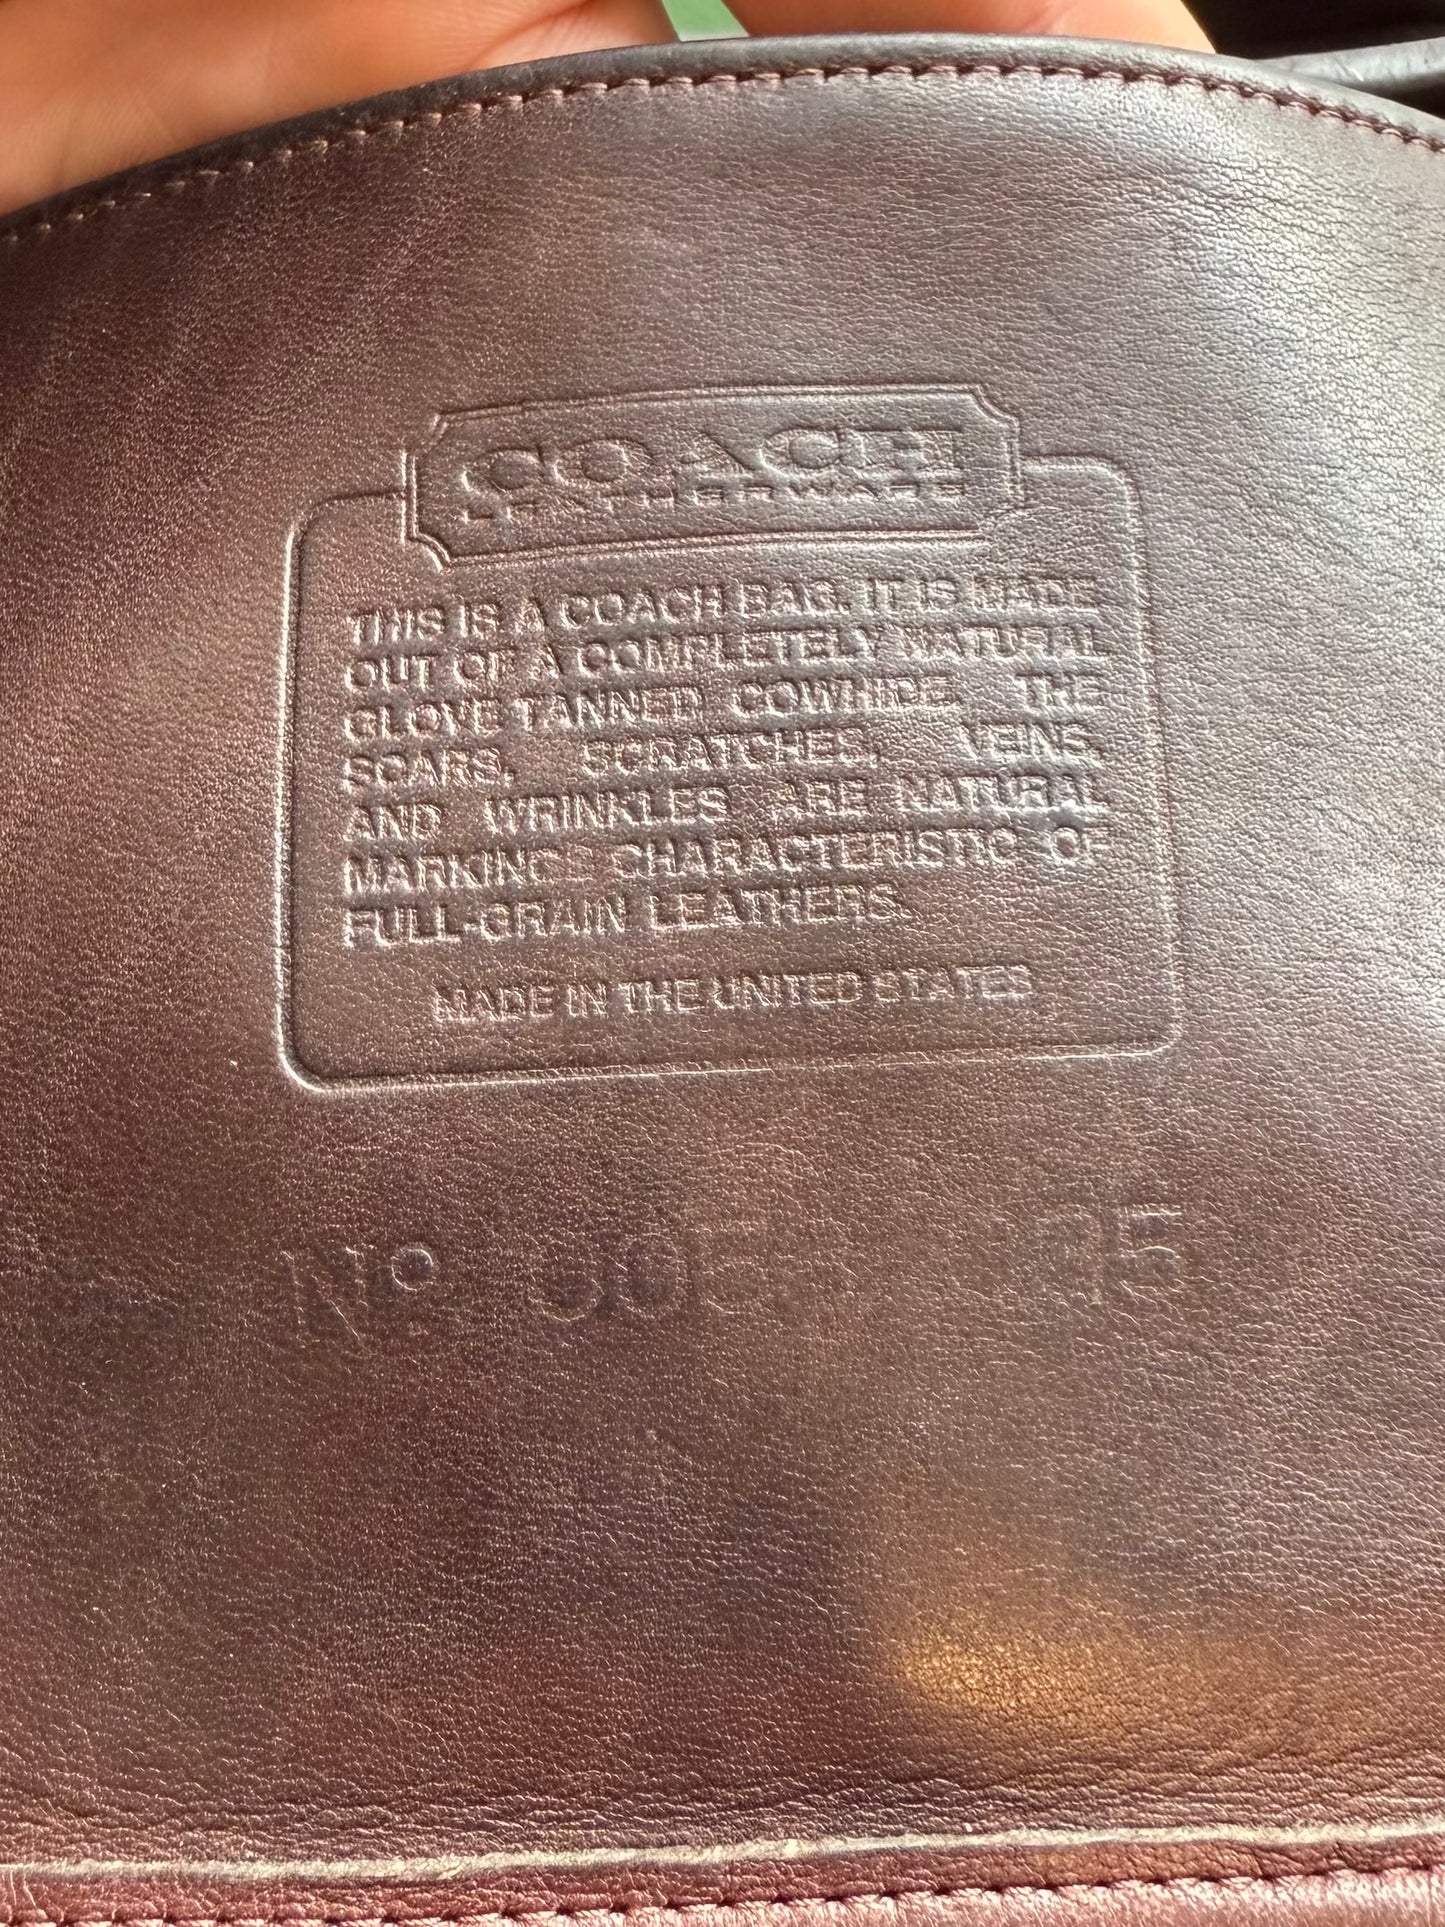 COACH
LEATHERWARE
THIS IS A COACH BAG. IT IS MADE
OUT OF A COMPLETELY NATURAL
GLOVE TANNED COWHIDE. THE
SCARS, SCRATCHES, VEINS,
AND WRINKLES ARE NATURAL
MARKINGS CHARACTERISTIC OF
FULL-GRAIN LEATHERS.
MADE IN THE UNITED STATES
Nº